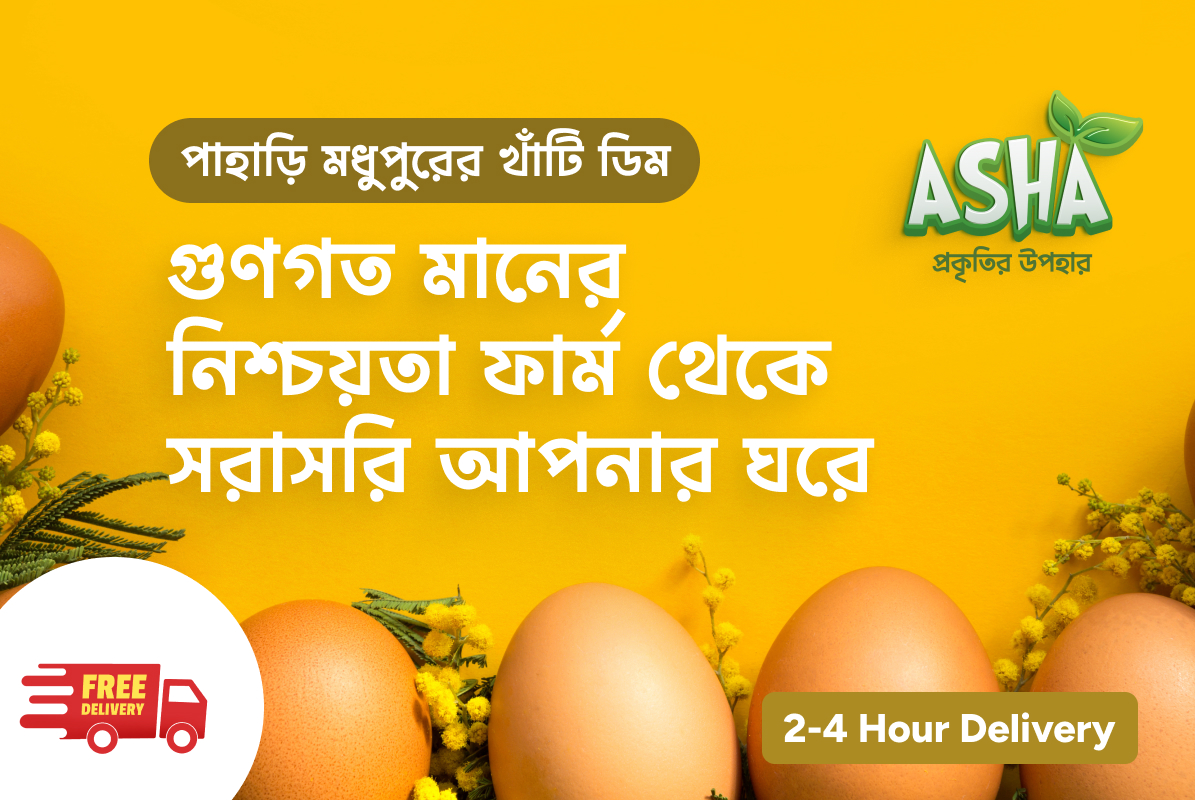 পাহাড়ি মধুপুরের খাঁটি ডিম
ASHA
প্রকৃতির উপহার
গুণগত মানের
নিশ্চয়তা ফার্ম থেকে
সরাসরি আপনার ঘরে
FREE
DELIVERY
2-4 Hour Delivery